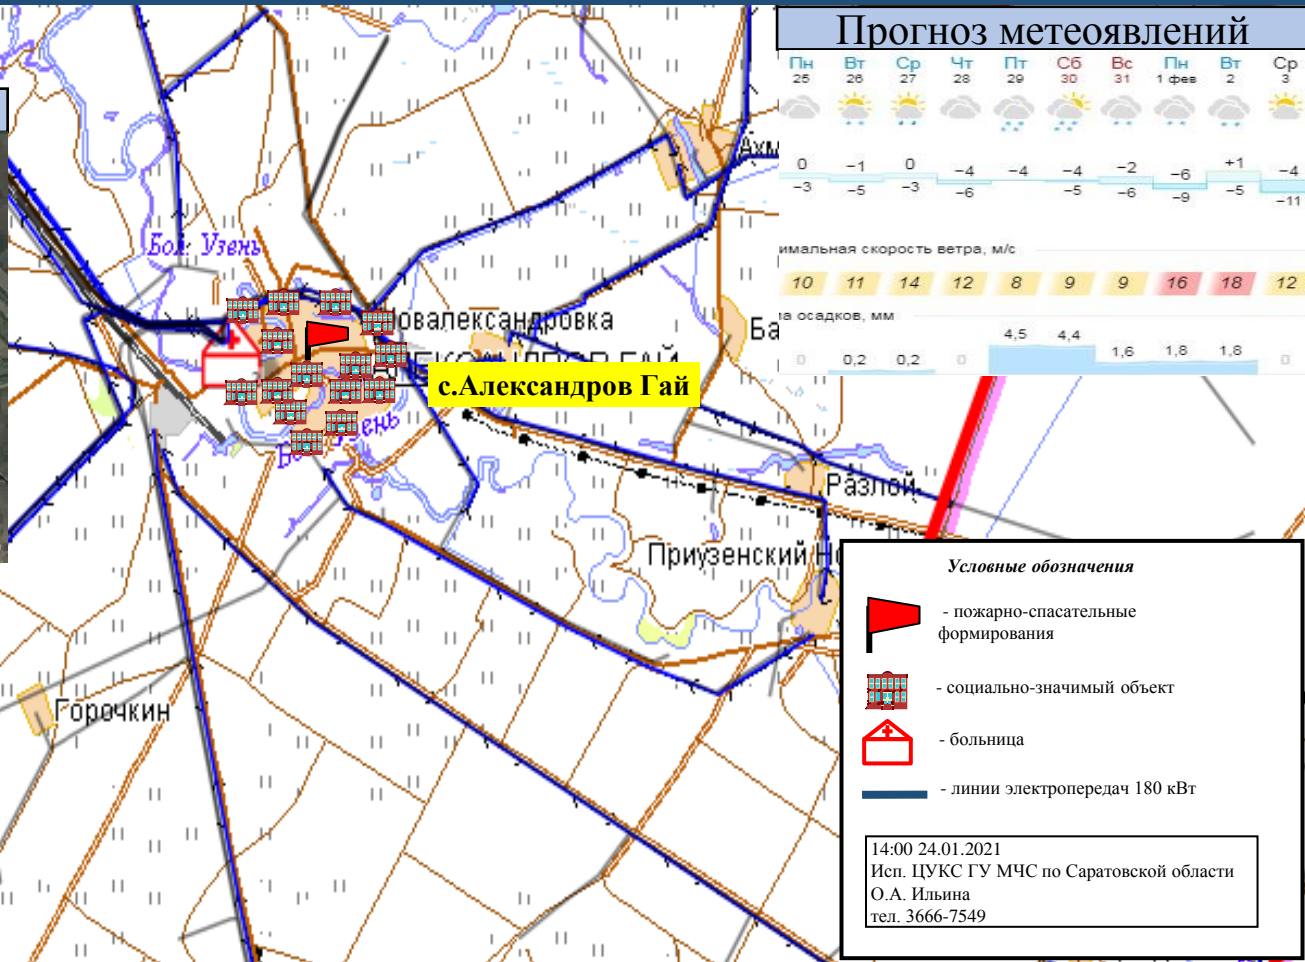 Прогноз метеоявлений
Пн Вт Ср Чт Пт Сб Вс Пн Вт Ср
25 26 27 28 29 30 31 1 фев 2 3
0 −1 0 −4 −4 −4 −2 −6 +1 −4
−3 −5 −3 −6 −5 −6 −9 −5 −11
имальная скорость ветра, м/с
10 11 14 12 8 9 9 16 18 12
ла осадков, мм
0 0,2 0,2 0 4,5 4,4 1,6 1,8 1,8 0
Ахм
Бол. Узень
Новалександровка
Ба
АЛЕКСАНДРОВ ГАЙ
с.Александров Гай
Разлой
Приузенский
Но
Горочкин
Условные обозначения
- пожарно-спасательные
формирования
- социально-значимый объект
- больница
- линии электропередач 180 кВт
14:00 24.01.2021
Исп. ЦУКС ГУ МЧС по Саратовской области
О.А. Ильина
тел. 3666-7549